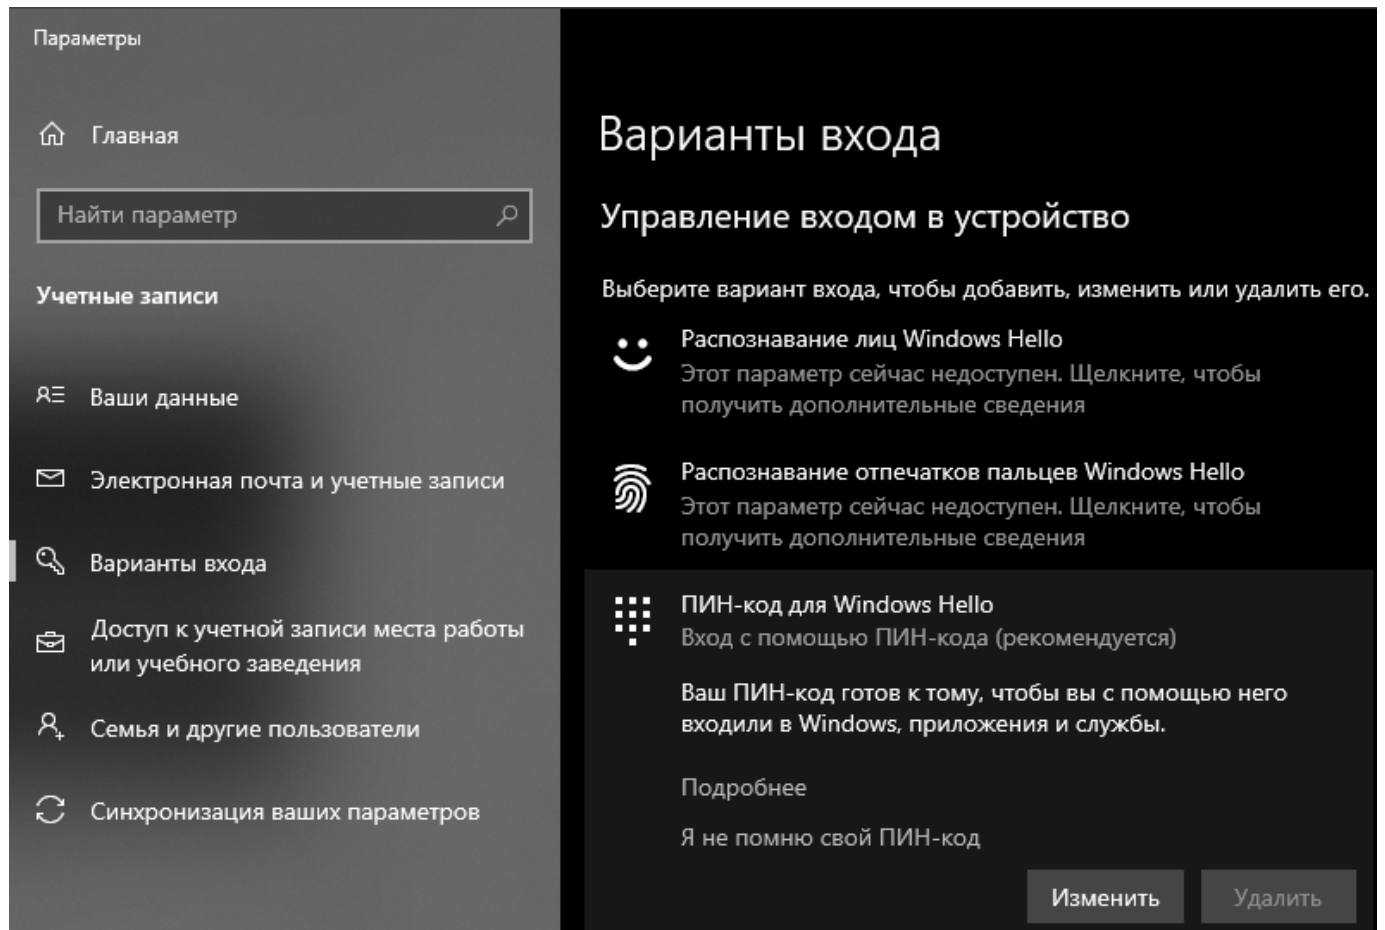 Параметры
Главная
Найти параметр
Учетные записи
Ваши данные
Электронная почта и учетные записи
Варианты входа
Доступ к учетной записи места работы
или учебного заведения
Семья и другие пользователи
Синхронизация ваших параметров
Варианты входа
Управление входом в устройство
Выберите вариант входа, чтобы добавить, изменить или удалить его.
Распознавание лиц Windows Hello
Этот параметр сейчас недоступен. Щелкните, чтобы
получить дополнительные сведения
Распознавание отпечатков пальцев Windows Hello
Этот параметр сейчас недоступен. Щелкните, чтобы
получить дополнительные сведения
ПИН-код для Windows Hello
Вход с помощью ПИН-кода (рекомендуется)
Ваш ПИН-код готов к тому, чтобы вы с помощью него
входили в Windows, приложения и службы.
Подробнее
Я не помню свой ПИН-код
Изменить
Удалить